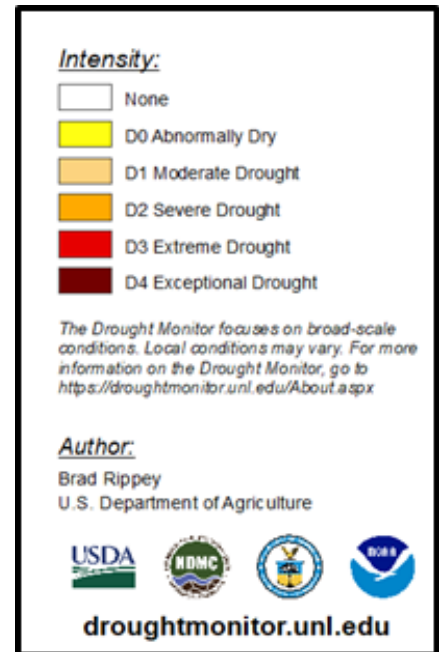 Intensity:
None
D0 Abnormally Dry
D1 Moderate Drought
D2 Severe Drought
D3 Extreme Drought
D4 Exceptional Drought
The Drought Monitor focuses on broad-scale
conditions. Local conditions may vary. For more
information on the Drought Monitor, go to
https://droughtmonitor.unl.edu/About.aspx
Author:
Brad Rippey
U.S. Department of Agriculture
USDA
NDMC
NOAA
droughtmonitor.unl.edu